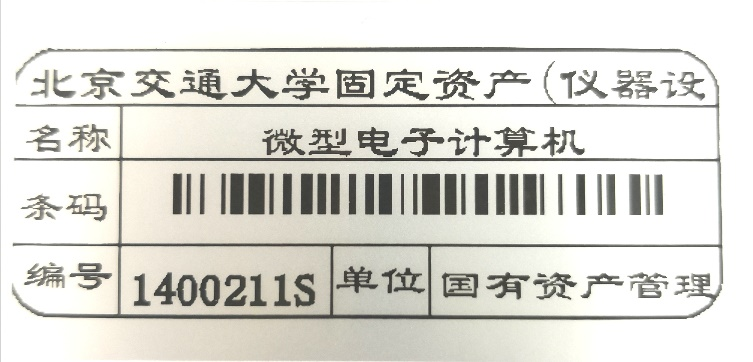 北京交通大学固定资产(仪器设
名称 微型电子计算机
条码
编号 1400211S 单位 国有资产管理